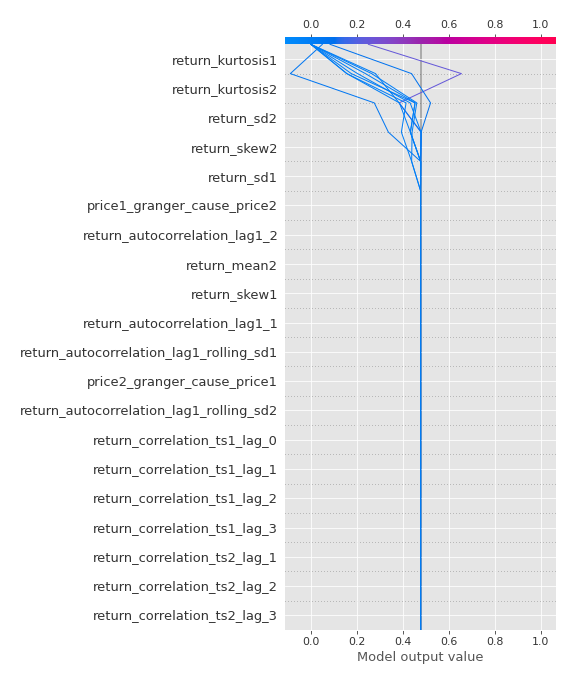 0.0 0.2 0.4 0.6 0.8 1.0
return_kurtosis1
return_kurtosis2
return_sd2
return_skew2
return_sd1
price1_granger_cause_price2
return_autocorrelation_lag1_2
return_mean2
return_skew1
return_autocorrelation_lag1_1
return_autocorrelation_lag1_rolling_sd1
price2_granger_cause_price1
return_autocorrelation_lag1_rolling_sd2
return_correlation_ts1_lag_0
return_correlation_ts1_lag_1
return_correlation_ts1_lag_2
return_correlation_ts1_lag_3
return_correlation_ts2_lag_1
return_correlation_ts2_lag_2
return_correlation_ts2_lag_3
0.0 0.2 0.4 0.6 0.8 1.0
Model output value